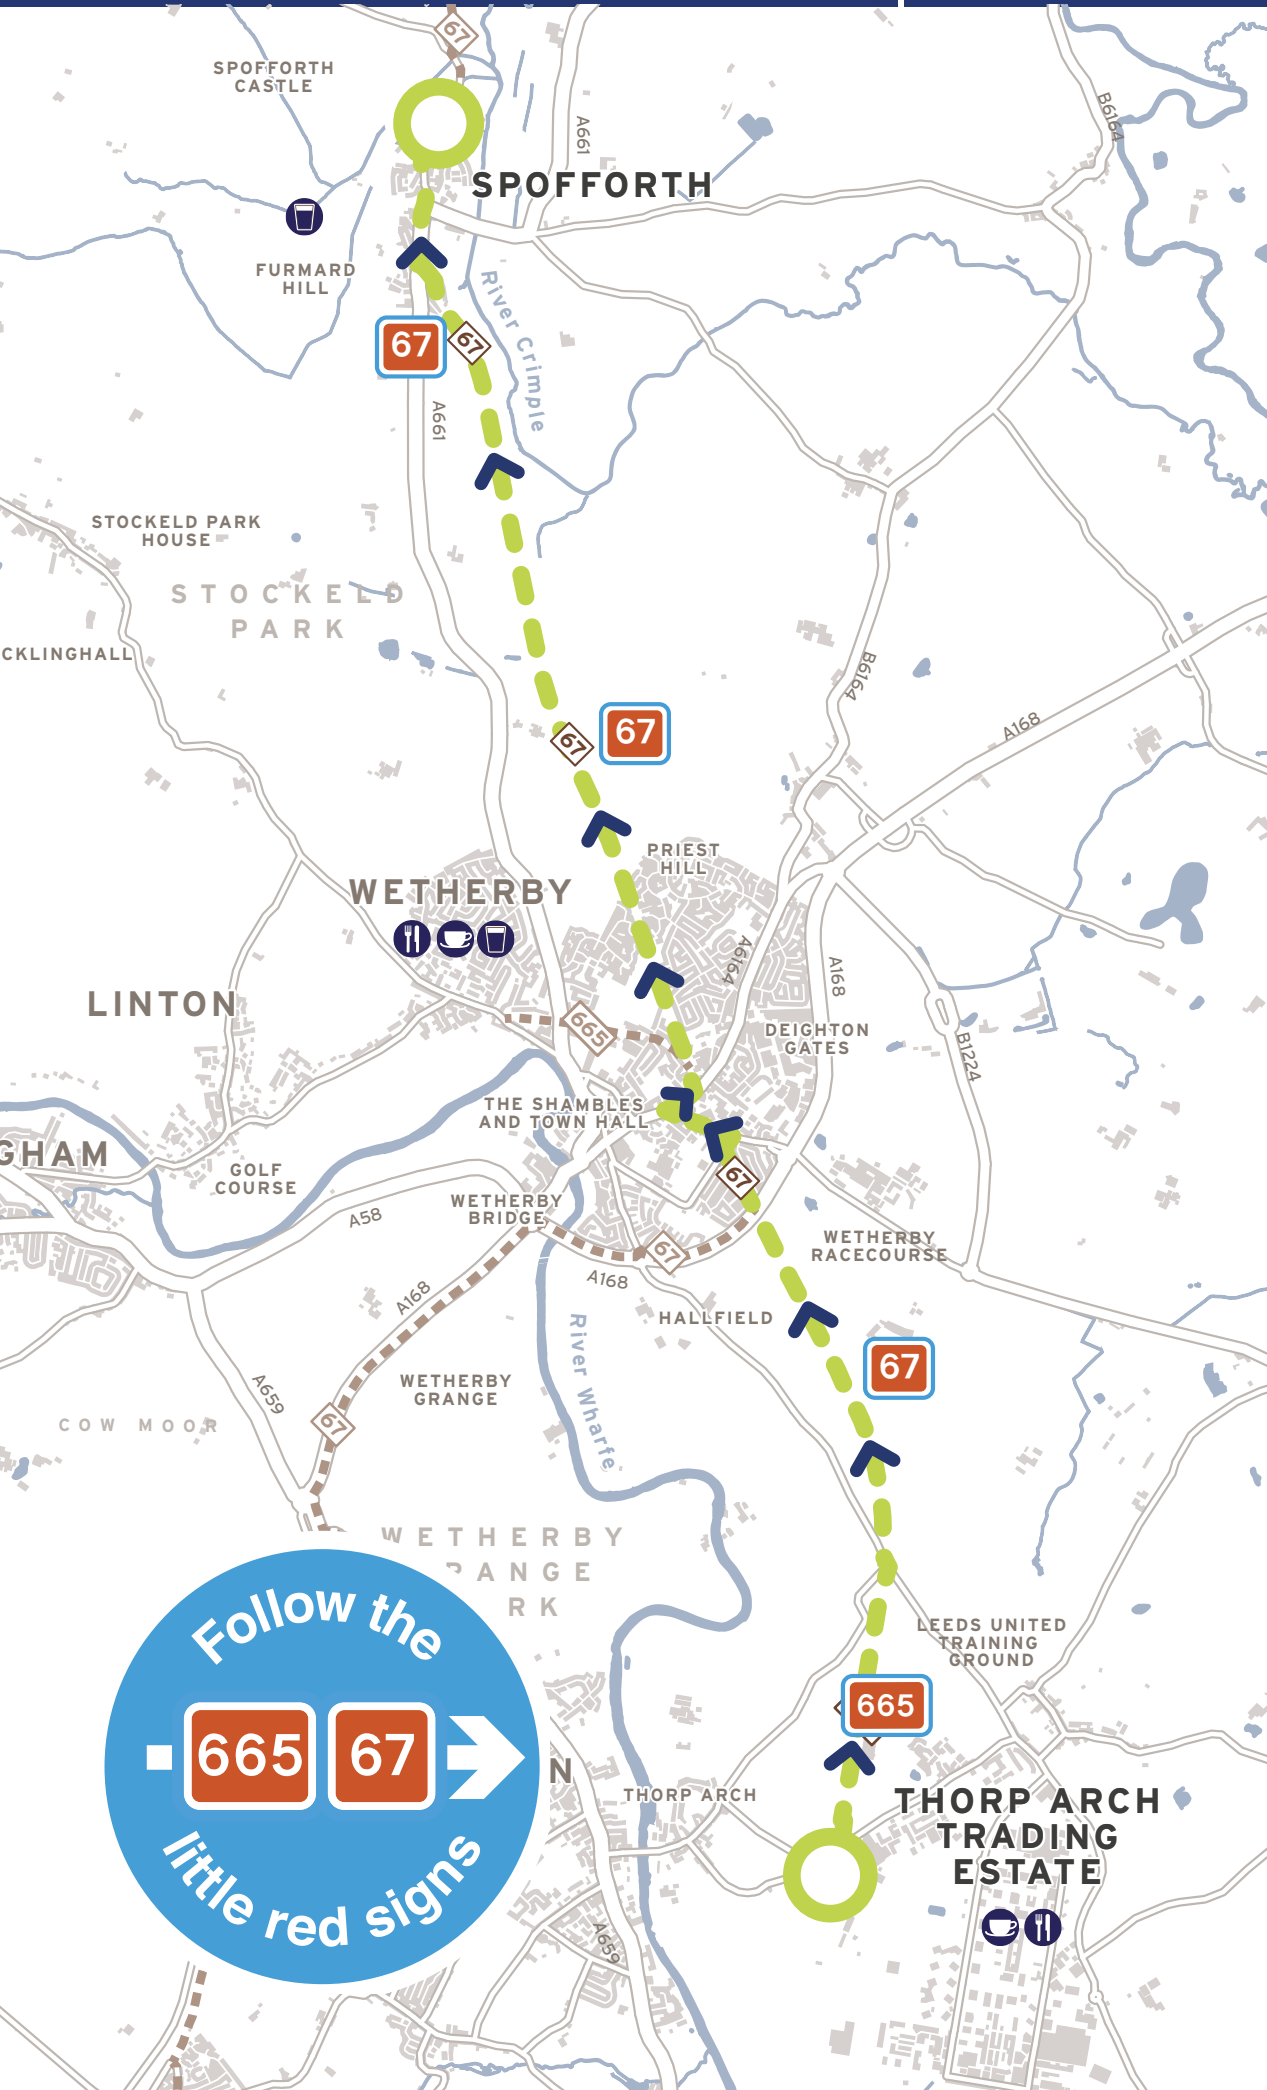 67
SPOFFORTH
CASTLE
A661
B6164
SPOFFORTH
FURMARD
HILL
River Crimple
67
67
A661
STOCKELD PARK
HOUSE
STOCKELD
PARK
CKLINGHALL
B6164
A168
67
67
PRIEST
HILL
WETHERBY
A6164
A168
LINTON
665
DEIGHTON
GATES
B1224
THE SHAMBLES
AND TOWN HALL
GHAM
GOLF
COURSE
67
WETHERBY
BRIDGE
A58
WETHERBY
RACECOURSE
67
A168
A168
HALLFIELD
River Wharfe
67
WETHERBY
GRANGE
A659
COW MOOR
67
WETHERBY
RANGE
RK
Follow the
665 67
little red signs
LEEDS UNITED
TRAINING
GROUND
665
N
THORP ARCH
THORP ARCH
TRADING
ESTATE
A659